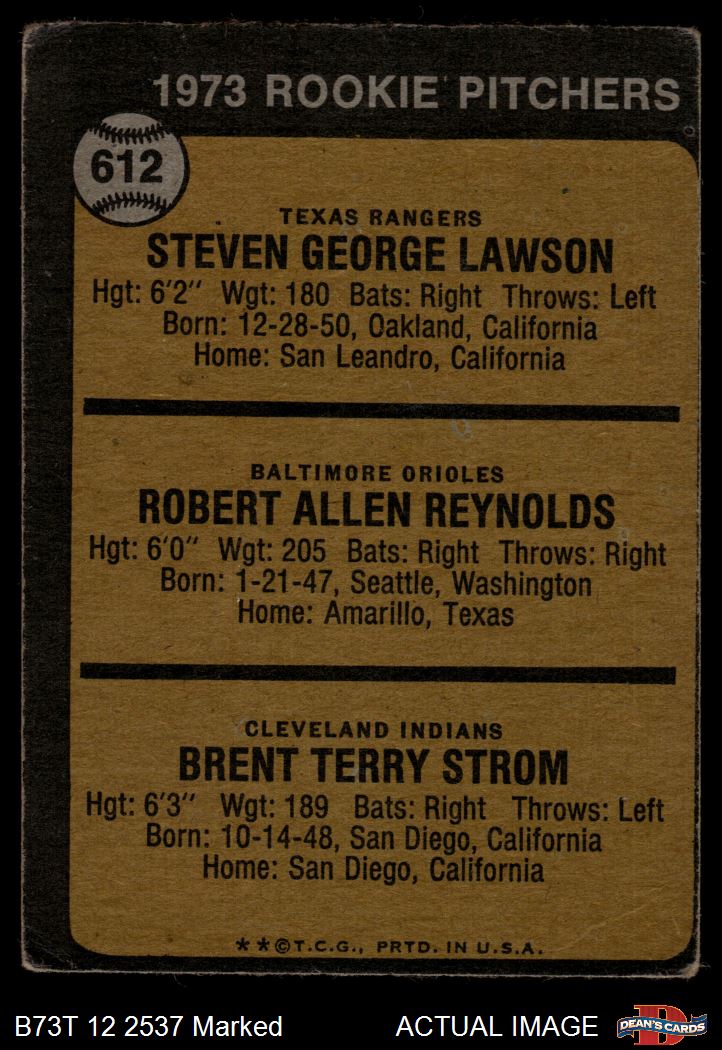 1973 ROOKIE PITCHERS
612
TEXAS RANGERS
STEVEN GEORGE LAWSON
Hgt: 6'2" Wgt: 180 Bats: Right Throws: Left
Born: 12-28-50, Oakland, California
Home: San Leandro, California
BALTIMORE ORIOLES
ROBERT ALLEN REYNOLDS
Hgt: 6'0" Wgt: 205 Bats: Right Throws: Right
Born: 1-21-47, Seattle, Washington
Home: Amarillo, Texas
CLEVELAND INDIANS
BRENT TERRY STROM
Hgt: 6'3" Wgt: 189 Bats: Right Throws: Left
Born: 10-14-48, San Diego, California
Home: San Diego, California
**©T.C.G., PRTD. IN U.S.A.
B73T 12 2537 Marked
ACTUAL IMAGE
D
DEAN'S CARDS